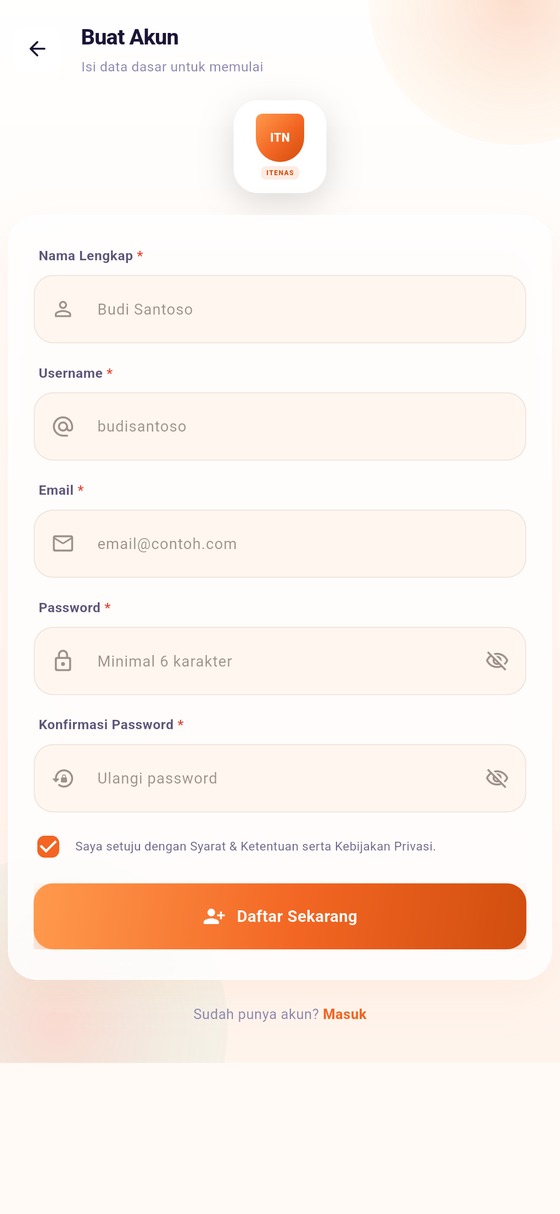 Buat Akun
Isi data dasar untuk memulai
ITN
ITENAS
Nama Lengkap *
Budi Santoso
Username *
budisantoso
Email *
email@contoh.com
Password *
Minimal 6 karakter
Konfirmasi Password *
Ulangi password
Saya setuju dengan Syarat & Ketentuan serta Kebijakan Privasi.
Daftar Sekarang
Sudah punya akun? Masuk